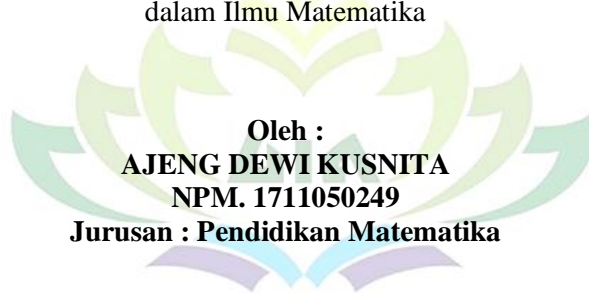 dalam Ilmu Matematika
Oleh :
AJENG DEWI KUSNITA
NPM. 1711050249
Jurusan : Pendidikan Matematika